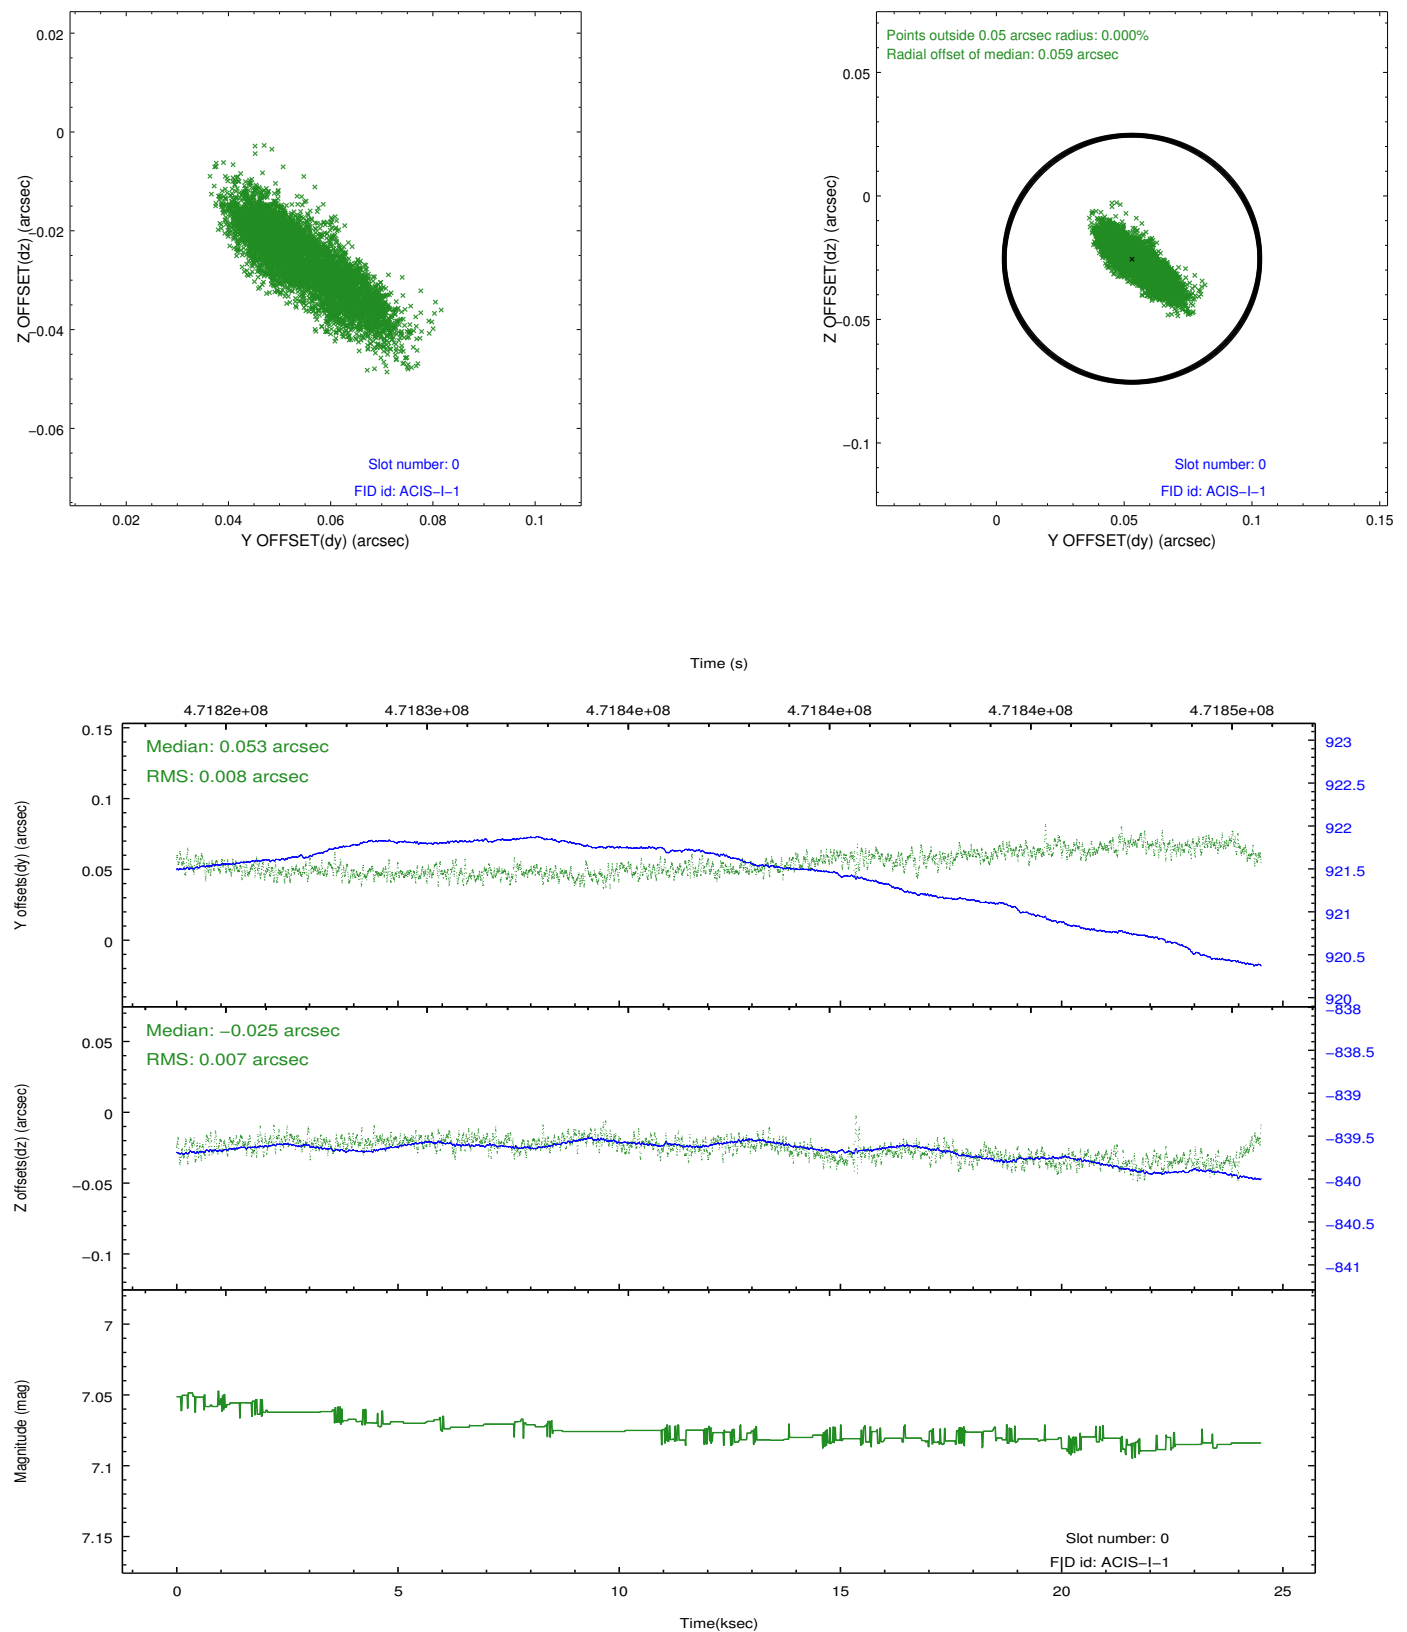 0.02
0
−0.02
−0.04
−0.06
Z OFFSET(dz) (arcsec)
Slot number: 0
FID id: ACIS−I−1
0.02
0.04
0.06
0.08
0.1
Y OFFSET(dy) (arcsec)
Points outside 0.05 arcsec radius: 0.000%
Radial offset of median: 0.059 arcsec
0.05
0
−0.05
−0.1
Z OFFSET(dz) (arcsec)
Slot number: 0
FID id: ACIS−I−1
0
0.05
0.1
0.15
Y OFFSET(dy) (arcsec)
Time (s)
4.7182e+08
4.7183e+08
4.7184e+08
4.7184e+08
4.7184e+08
4.7185e+08
Median: 0.053 arcsec
RMS: 0.008 arcsec
0.15
0.1
0.05
0
Y offsets(dy) (arcsec)
923
922.5
922
921.5
921
920.5
920
Median: −0.025 arcsec
RMS: 0.007 arcsec
0.05
0
−0.05
−0.1
Z offsets(dz) (arcsec)
−838
−838.5
−839
−839.5
−840
−840.5
−841
7
7.05
7.1
7.15
Magnitude (mag)
Slot number: 0
FID id: ACIS−I−1
0
5
10
15
20
25
Time(ksec)